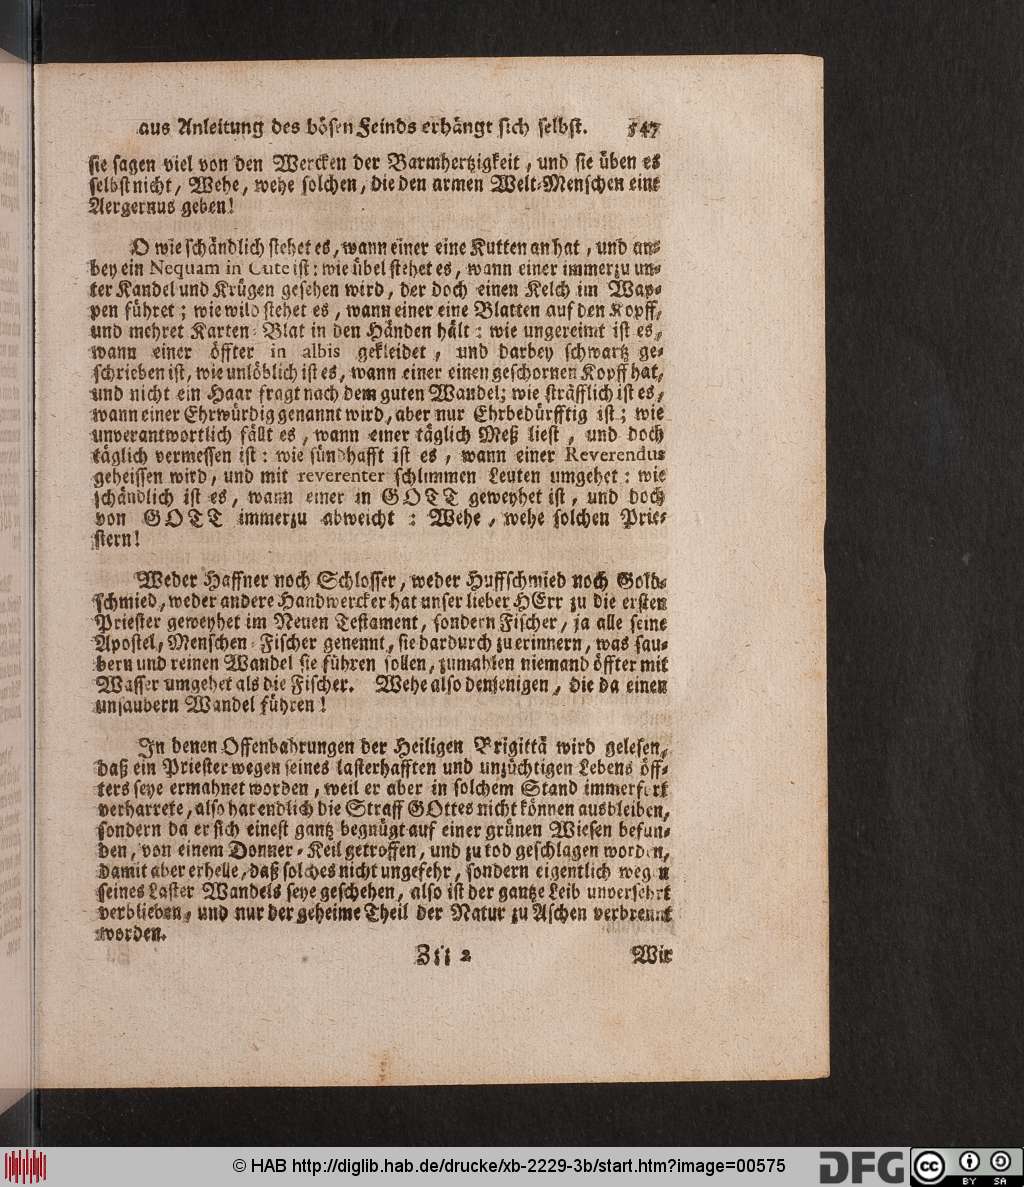 aus Anleitung des bösen Feinds erhängt sich selbst. 547
sie sagen viel von den Wercken der Barmhertzigkeit, und sie üben es
selbst nicht, Wehe, wehe solchen, die den armen Welt-Menschen eine
Aergernus geben!
O wie schändlich stehet es, wann einer eine Kutten an hat, und an-
bey ein Nequam in Cute ist: wie übel stehet es, wann einer immerzu un-
ter Kandel und Krügen gesehen wird, der doch einen Kelch im Wap-
pen führet; wie wild stehet es, wann einer eine Blatten auf den Kopff,
und mehret Karten-Blat in den Händen hält: wie ungereimt ist es,
wann einer öffter in albis gekleidet, und darbey schwartz ge-
schrieben ist, wie unlöblich ist es, wann einer einen geschornen Kopff hat,
und nicht ein Haar fragt nach dem guten Wandel; wie sträfflich ist es,
wann einer Ehrwürdig genannt wird, aber nur Ehrbedürfftig ist; wie
unverantwortlich fällt es, wann einer täglich Meß liest, und doch
täglich vermessen ist: wie sündhafft ist es, wann einer Reverendus
geheissen wird, und mit reverenter schlimmen Leuten umgehet: wie
schändlich ist es, wann einer in GOTT geweyhet ist, und doch
von GOTT immerzu abweicht: Wehe, wehe solchen Prie-
stern!
Weder Haffner noch Schlosser, weder Huffschmied noch Gold-
schmied, weder andere Handwercker hat unser lieber HErr zu die ersten
Priester geweyhet im Neuen Testament, sondern Fischer, ja alle seine
Apostel, Menschen-Fischer genennt, sie dardurch zu erinnern, was sau-
bern und reinen Wandel sie führen sollen, zumahlen niemand öffter mit
Wasser umgehet als die Fischer. Wehe also denjenigen, die da einen
unsaubern Wandel führen!
In denen Offenbahrungen der Heiligen Brigittä wird gelesen,
daß ein Priester wegen seines lasterhafften und unzüchtigen Lebens öff-
ters seye ermahnet worden, weil er aber in solchem Stand immerfort
verharrete, also hat endlich die Straff GOttes nicht können ausbleiben,
sondern da er sich einest gantz begnügt auf einer grünen Wiesen befun-
den, von einem Donner-Keil getroffen, und zu tod geschlagen worden,
damit aber erhelle, daß solches nicht ungefehr, sondern eigentlich wegen
seines Laster Wandels seye geschehen, also ist der gantze Leib unversehrt
verblieben, und nur der geheime Theil der Natur zu Aschen verbrennt
worden.
Zzz 2 Wir
© HAB http://diglib.hab.de/drucke/xb-2229-3b/start.htm?image=00575
DFG
cc BY SA